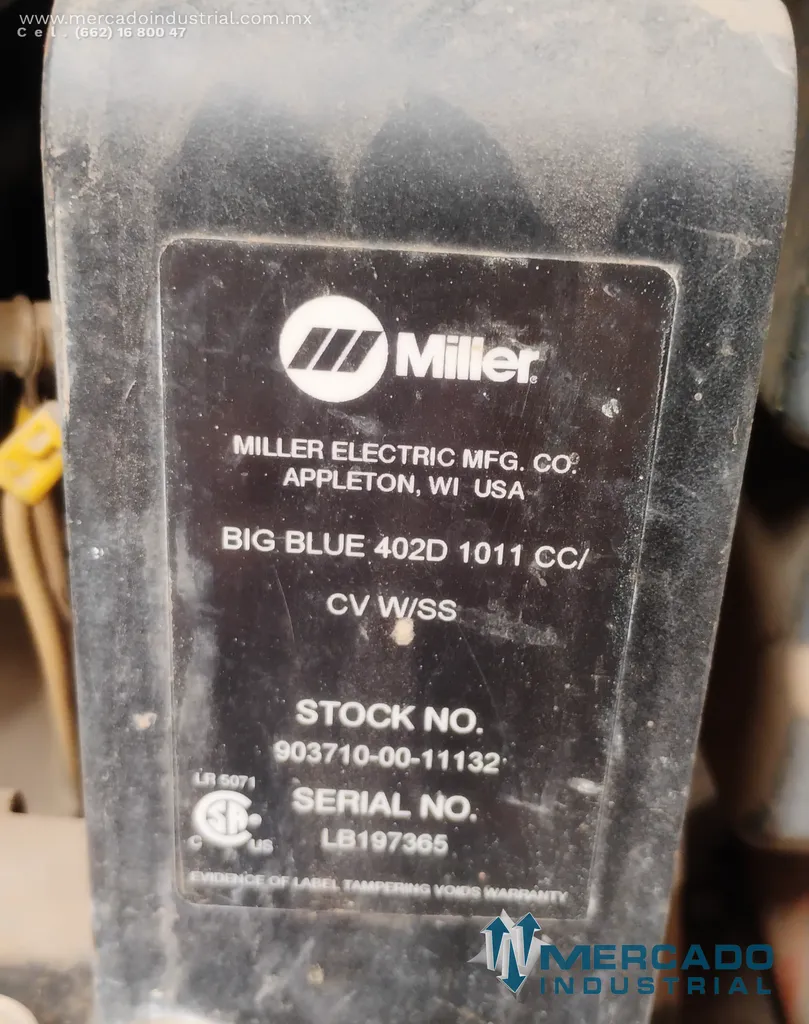 www.mercadoindustrial.com.mx
Cel. (662) 16 800 47
Miller
MILLER ELECTRIC MFG. CO.
APPLETON, WI USA
BIG BLUE 402D 1011 CC/
CV W/SS
STOCK NO.
903710-00-11132
LR 5071
SERIAL NO.
LB197365
C US
EVIDENCE OF LABEL TAMPERING VOIDS WARRANTY
MERCADO
INDUSTRIAL